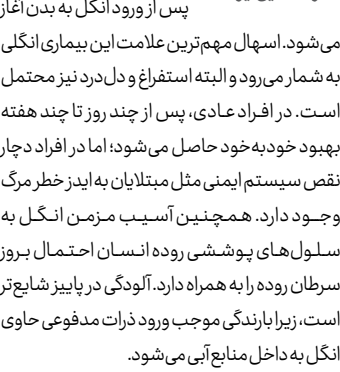 پس از ورود انگل به بدن آغاز
می‌شود. اسهال مهم‌ترین علامت این بیماری انگلی
به شمار می‌رود و البته استفراغ و دل‌درد نیز محتمل
است. در افراد عادی، پس از چند روز تا چند هفته
بهبود خودبه‌خود حاصل می‌شود؛ اما در افراد دچار
نقص سیستم ایمنی مثل مبتلایان به ایدز خطر مرگ
وجود دارد. همچنین آسیب مزمن انگل به
سلول‌های پوششی روده انسان احتمال بروز
سرطان روده را به همراه دارد. آلودگی در پاییز شایع‌تر
است، زیرا بارندگی موجب ورود ذرات مدفوعی حاوی
انگل به داخل منابع آبی می‌شود.